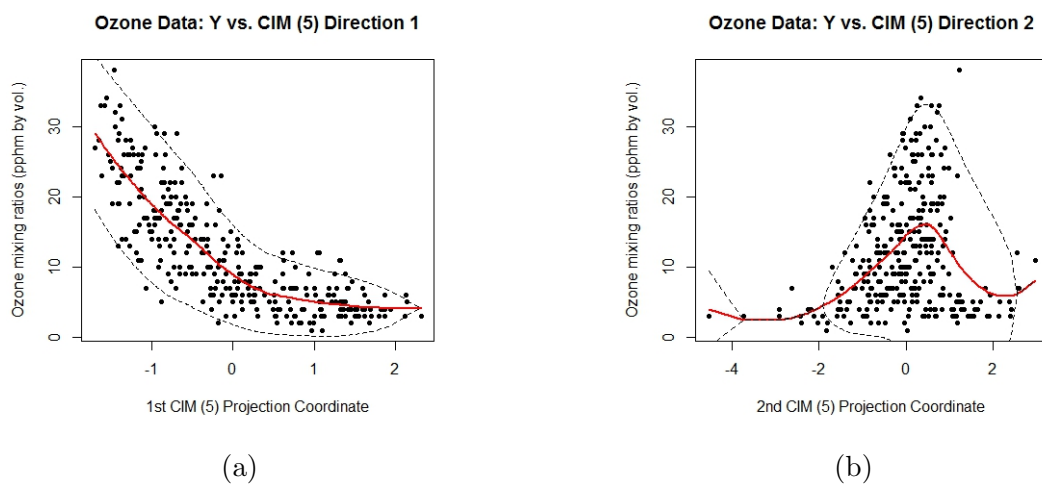 Ozone Data: Y vs. CIM (5) Direction 1
Ozone mixing ratios (pphm by vol.)
30
20
10
0
-1 0 1 2
1st CIM (5) Projection Coordinate
(a)
Ozone Data: Y vs. CIM (5) Direction 2
Ozone mixing ratios (pphm by vol.)
30
20
10
0
-4 -2 0 2
2nd CIM (5) Projection Coordinate
(b)